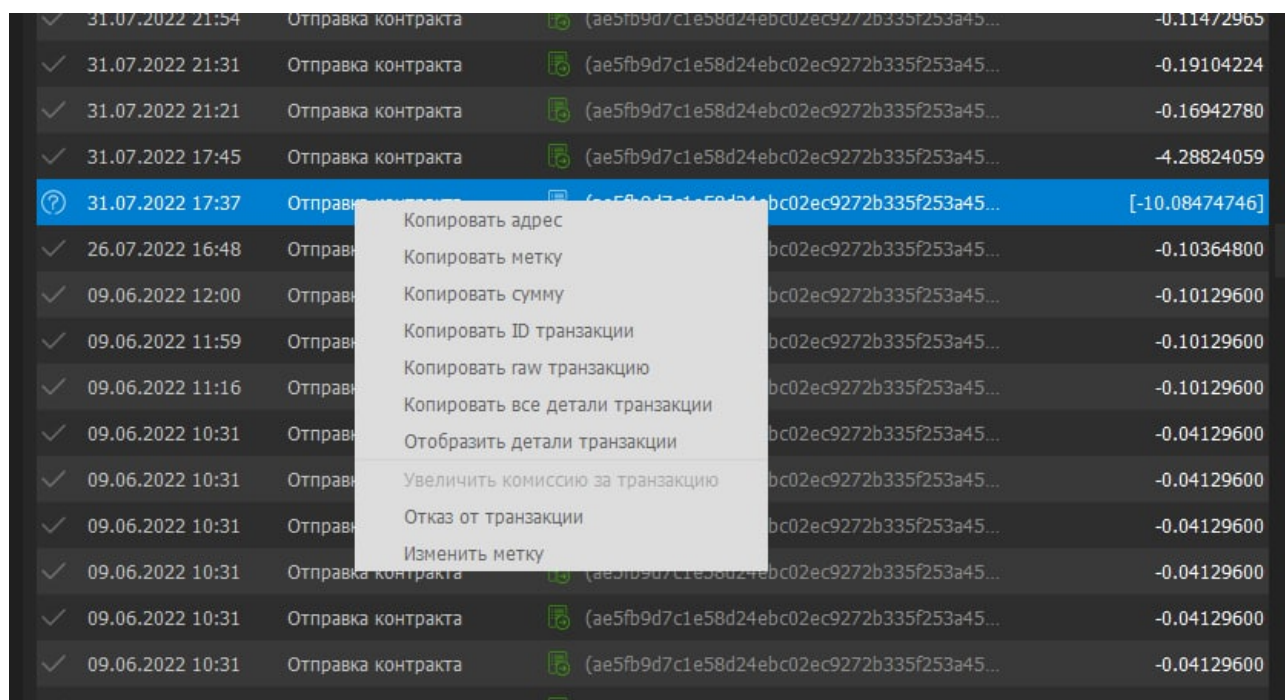 31.07.2022 21:54 Отправка контракта (ae5fb9d7c1e58d24ebc02ec9272b335f253a45... -0.11472965
31.07.2022 21:31 Отправка контракта (ae5fb9d7c1e58d24ebc02ec9272b335f253a45... -0.19104224
31.07.2022 21:21 Отправка контракта (ae5fb9d7c1e58d24ebc02ec9272b335f253a45... -0.16942780
31.07.2022 17:45 Отправка контракта (ae5fb9d7c1e58d24ebc02ec9272b335f253a45... -4.28824059
31.07.2022 17:37 Отправка контракта (ae5fb9d7c1e58d24ebc02ec9272b335f253a45... [-10.08474746]
Копировать адрес
26.07.2022 16:48 Отправк bc02ec9272b335f253a45... -0.10364800
Копировать метку
09.06.2022 12:00 Отправк bc02ec9272b335f253a45... -0.10129600
Копировать сумму
09.06.2022 11:59 Отправк bc02ec9272b335f253a45... -0.10129600
Копировать ID транзакции
09.06.2022 11:16 Отправк bc02ec9272b335f253a45... -0.10129600
Копировать raw транзакцию
Копировать все детали транзакции
09.06.2022 10:31 Отправк bc02ec9272b335f253a45... -0.04129600
Отобразить детали транзакции
09.06.2022 10:31 Отправк bc02ec9272b335f253a45... -0.04129600
Увеличить комиссию за транзакцию
09.06.2022 10:31 Отправк bc02ec9272b335f253a45... -0.04129600
Отказ от транзакции
Изменить метку
09.06.2022 10:31 Отправка контракта (ae5fb9d7c1e58d24ebc02ec9272b335f253a45... -0.04129600
09.06.2022 10:31 Отправка контракта (ae5fb9d7c1e58d24ebc02ec9272b335f253a45... -0.04129600
09.06.2022 10:31 Отправка контракта (ae5fb9d7c1e58d24ebc02ec9272b335f253a45... -0.04129600